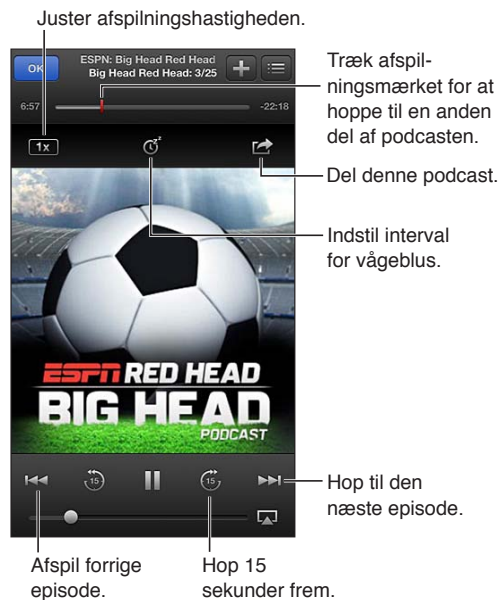 Juster afspilningshastigheden.
OK
ESPN: Big Head Red Head
Big Head Red Head: 3/25
6:57
-22:18
1x
z z
Træk afspil-
ningsmærket for at
hoppe til en anden
del af podcasten.
Del denne podcast.
Indstil interval
for vågeblus.
ESPN RED HEAD
BIG HEAD
PODCAST
15
15
Hop til den
næste episode.
Afspil forrige
episode.
Hop 15
sekunder frem.